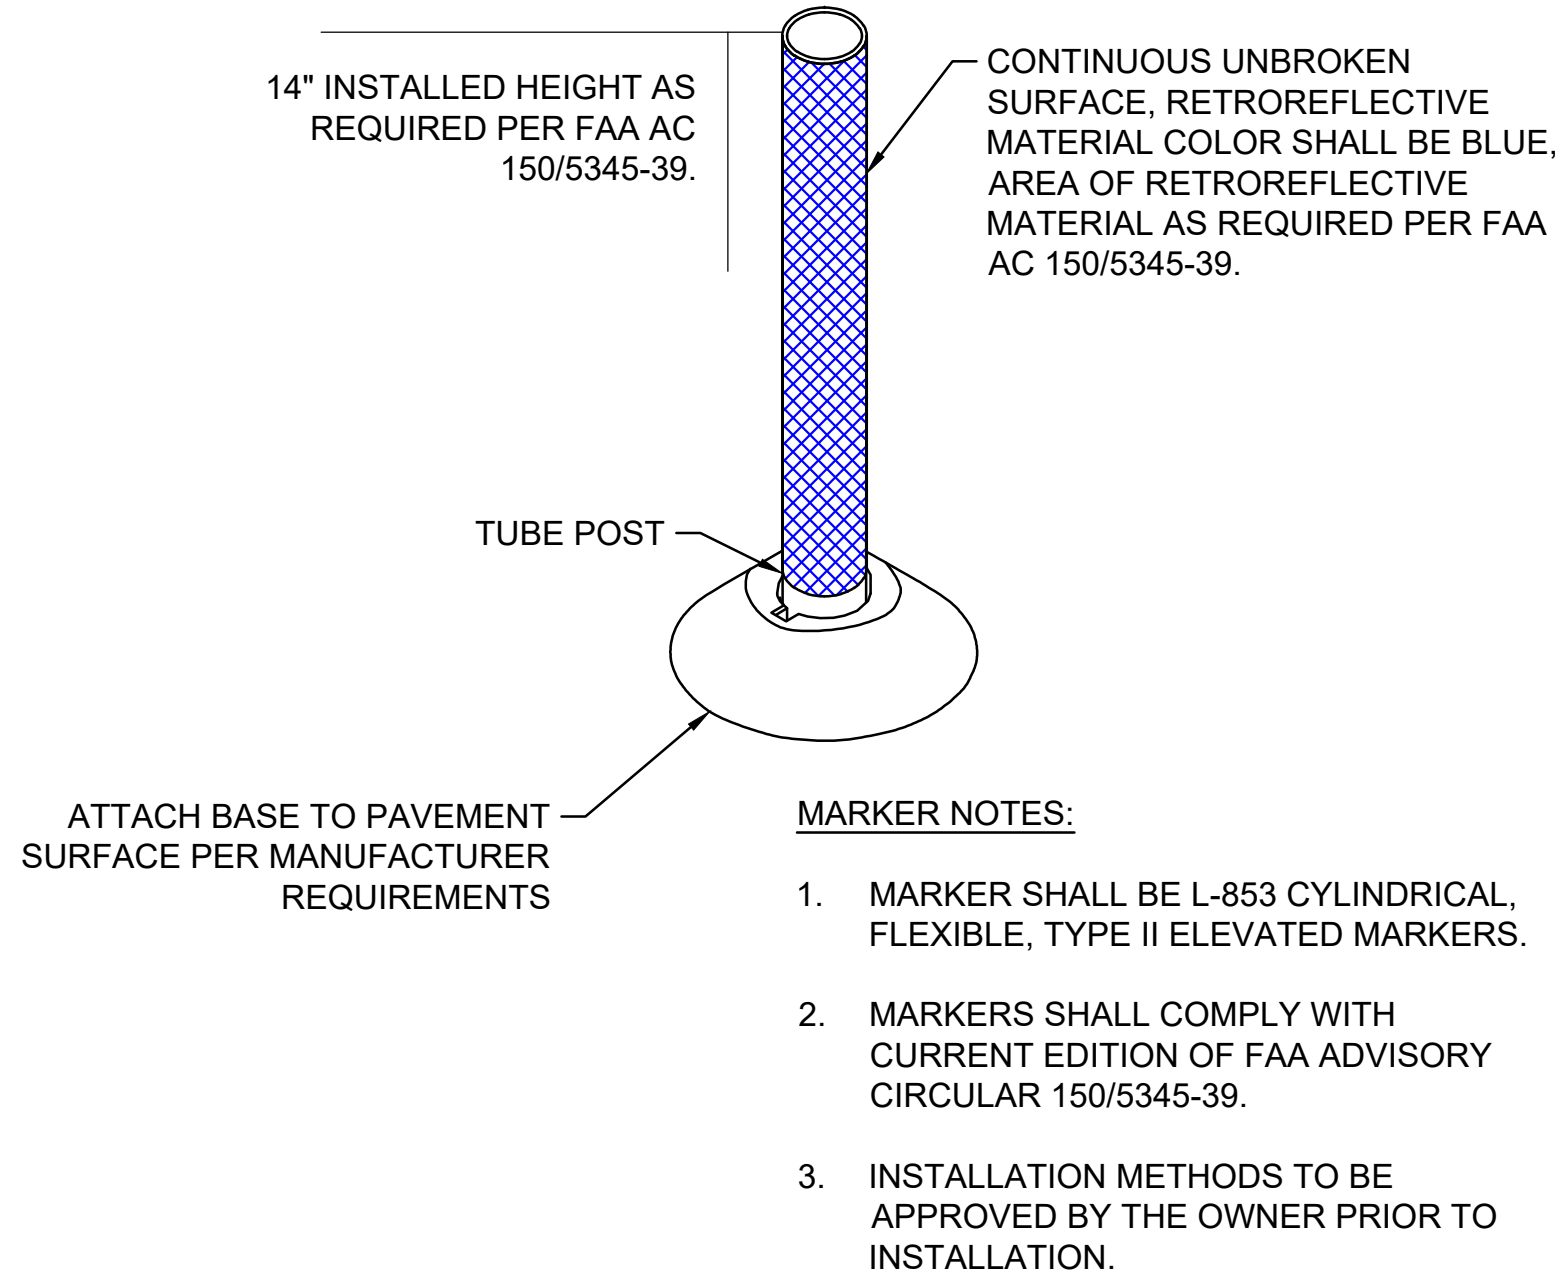 14" INSTALLED HEIGHT AS
REQUIRED PER FAA AC
150/5345-39.
CONTINUOUS UNBROKEN
SURFACE, RETROREFLECTIVE
MATERIAL COLOR SHALL BE BLUE,
AREA OF RETROREFLECTIVE
MATERIAL AS REQUIRED PER FAA
AC 150/5345-39.
TUBE POST
ATTACH BASE TO PAVEMENT
SURFACE PER MANUFACTURER
REQUIREMENTS
MARKER NOTES:
1. MARKER SHALL BE L-853 CYLINDRICAL,
FLEXIBLE, TYPE II ELEVATED MARKERS.
2. MARKERS SHALL COMPLY WITH
CURRENT EDITION OF FAA ADVISORY
CIRCULAR 150/5345-39.
3. INSTALLATION METHODS TO BE
APPROVED BY THE OWNER PRIOR TO
INSTALLATION.